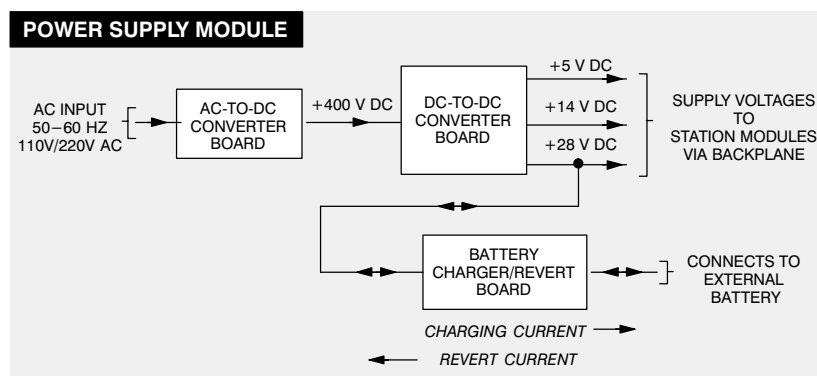 POWER SUPPLY MODULE
AC INPUT
50–60 HZ
110V/220V AC
AC-TO-DC
CONVERTER
BOARD
+400 V DC
DC-TO-DC
CONVERTER
BOARD
+5 V DC
+14 V DC
+28 V DC
SUPPLY VOLTAGES
TO
STATION MODULES
VIA BACKPLANE
BATTERY
CHARGER/REVERT
BOARD
CONNECTS TO
EXTERNAL
BATTERY
CHARGING CURRENT
REVERT CURRENT